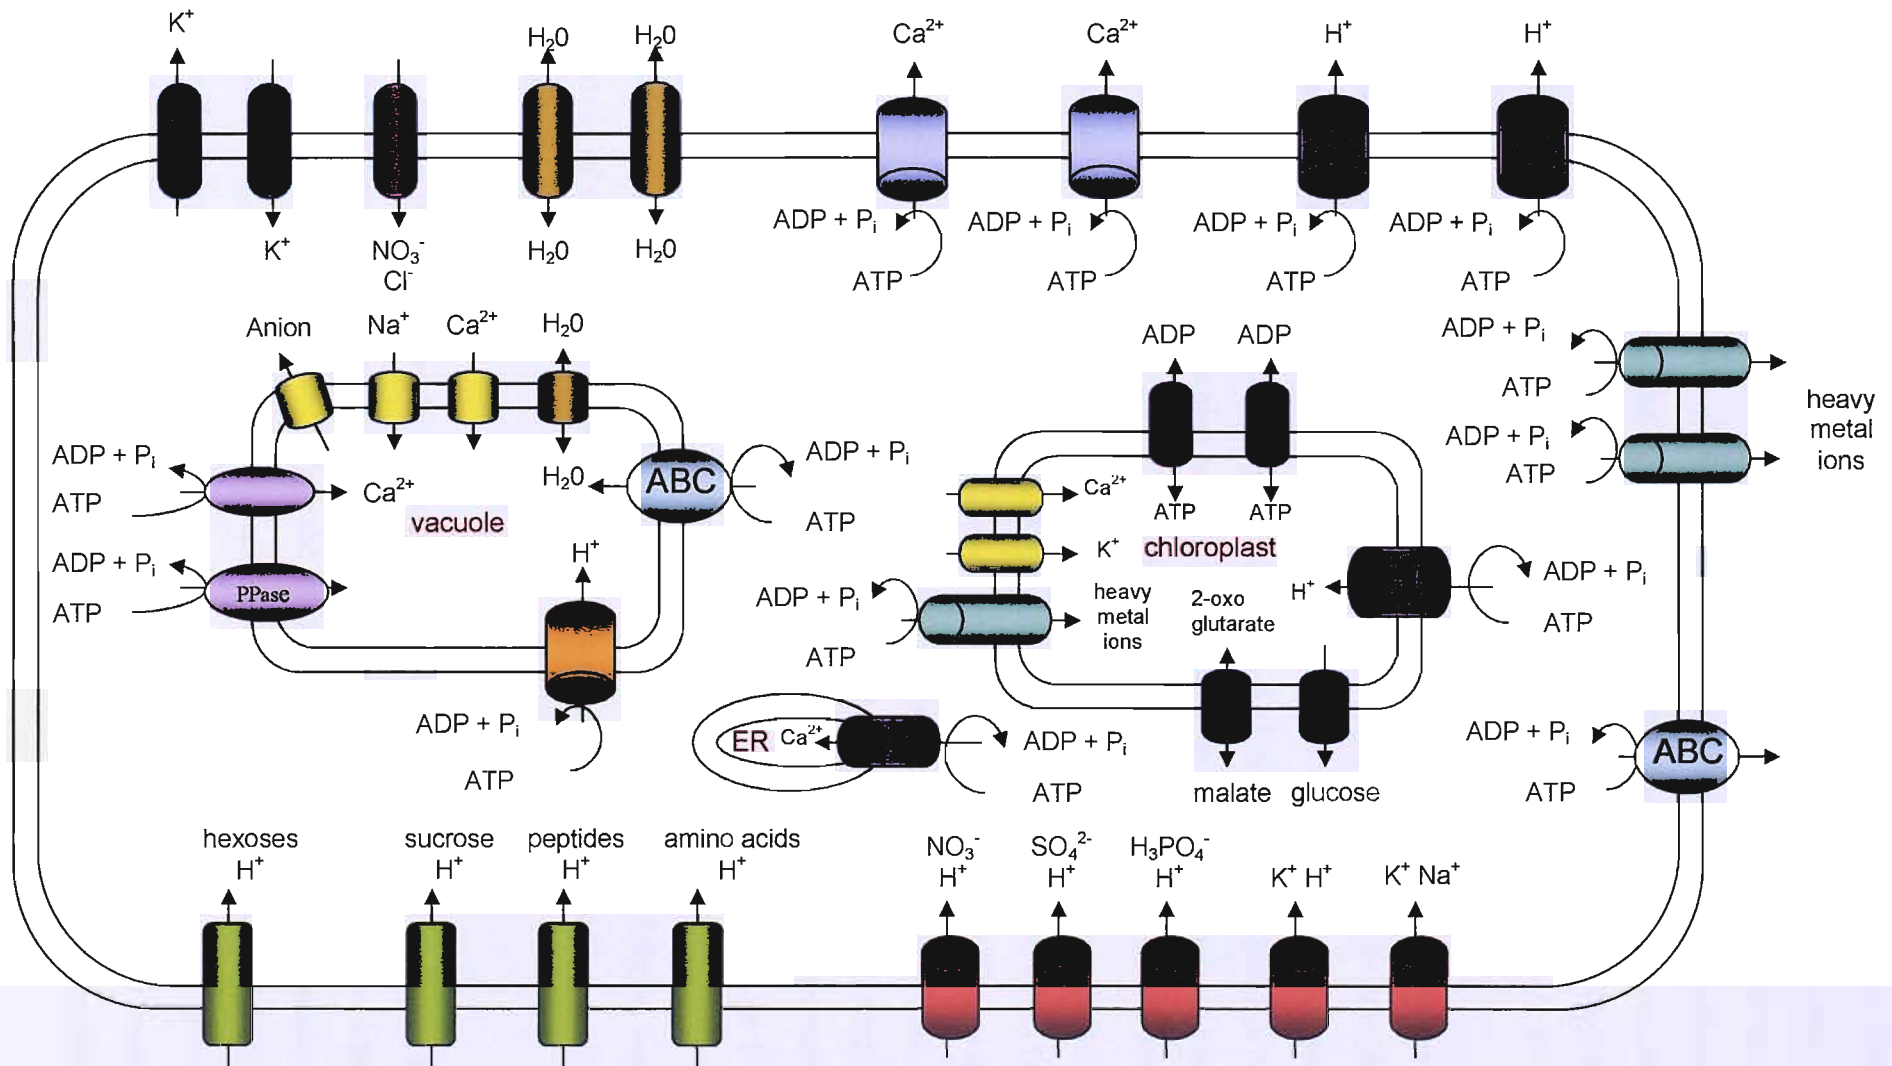 K⁺
H₂0
H₂0
Ca²⁺
Ca²⁺
H⁺
H⁺
K⁺
NO₃⁻
Cl⁻
H₂0
H₂0
ADP + Pᵢ
ATP
ADP + Pᵢ
ATP
ADP + Pᵢ
ATP
ADP + Pᵢ
ATP
Anion
Na⁺
Ca²⁺
H₂0
ADP + Pᵢ
ATP
Ca²⁺
vacuole
H₂0
ABC
ADP + Pᵢ
ATP
ADP + Pᵢ
ATP
PPase
H⁺
ADP + Pᵢ
ATP
ADP
ADP
ATP
ATP
Ca²⁺
K⁺
chloroplast
ADP + Pᵢ
ATP
heavy
metal
ions
2-oxo
glutarate
H⁺
ADP + Pᵢ
ATP
malate
glucose
ER
Ca²⁺
ADP + Pᵢ
ATP
ADP + Pᵢ
ATP
ADP + Pᵢ
ATP
heavy
metal
ions
ADP + Pᵢ
ATP
ABC
hexoses
H⁺
sucrose
H⁺
peptides
H⁺
amino acids
H⁺
NO₃⁻
H⁺
SO₄²⁻
H⁺
H₃PO₄⁻
H⁺
K⁺ H⁺
K⁺ Na⁺